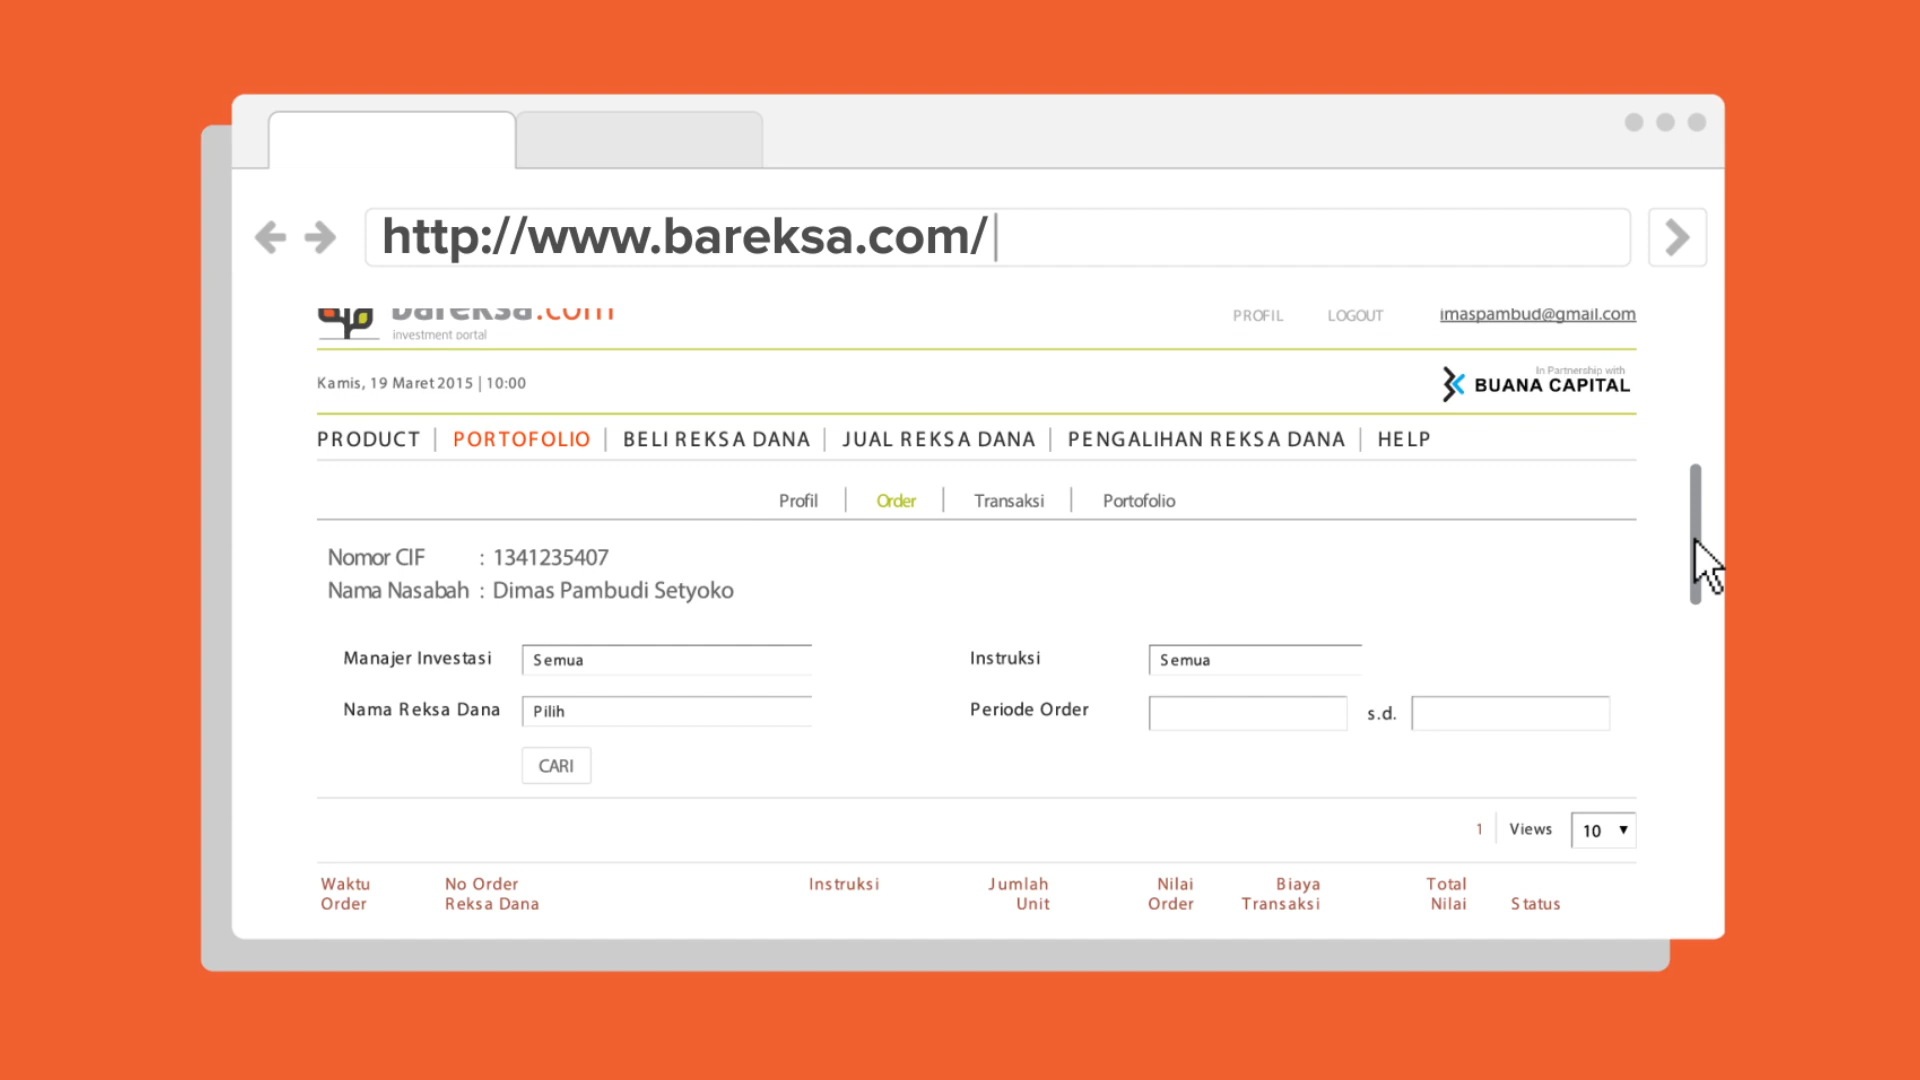 http://www.bareksa.com/
bareksa.com
investment portal
PROFIL LOGOUT imaspambud@gmail.com
Kamis, 19 Maret 2015 | 10:00
In Partnership with
BUANA CAPITAL
PRODUCT | PORTOFOLIO | BELI REKSA DANA | JUAL REKSA DANA | PENGALIHAN REKSA DANA | HELP
Profil | Order | Transaksi | Portofolio
Nomor CIF : 1341235407
Nama Nasabah : Dimas Pambudi Setyoko
Manajer Investasi Semua Instruksi Semua
Nama Reksa Dana Pilih Periode Order s.d.
CARI
1 Views 10
Waktu Order
No Order Reksa Dana
Instruksi
Jumlah Unit
Nilai Order
Biaya Transaksi
Total Nilai
Status